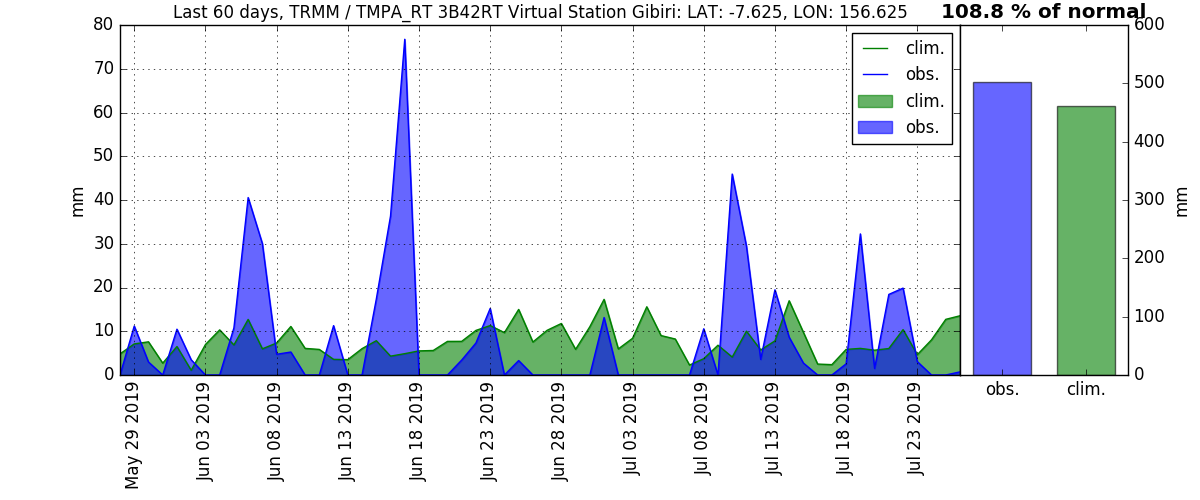 Last 60 days, TRMM / TMPA_RT 3B42RT Virtual Station Gibiri: LAT: -7.625, LON: 156.625
108.8 % of normal
80
70
60
50
40
30
20
10
0
mm
clim.
obs.
clim.
obs.
600
500
400
300
200
100
0
mm
May 29 2019
Jun 03 2019
Jun 08 2019
Jun 13 2019
Jun 18 2019
Jun 23 2019
Jun 28 2019
Jul 03 2019
Jul 08 2019
Jul 13 2019
Jul 18 2019
Jul 23 2019
obs.
clim.